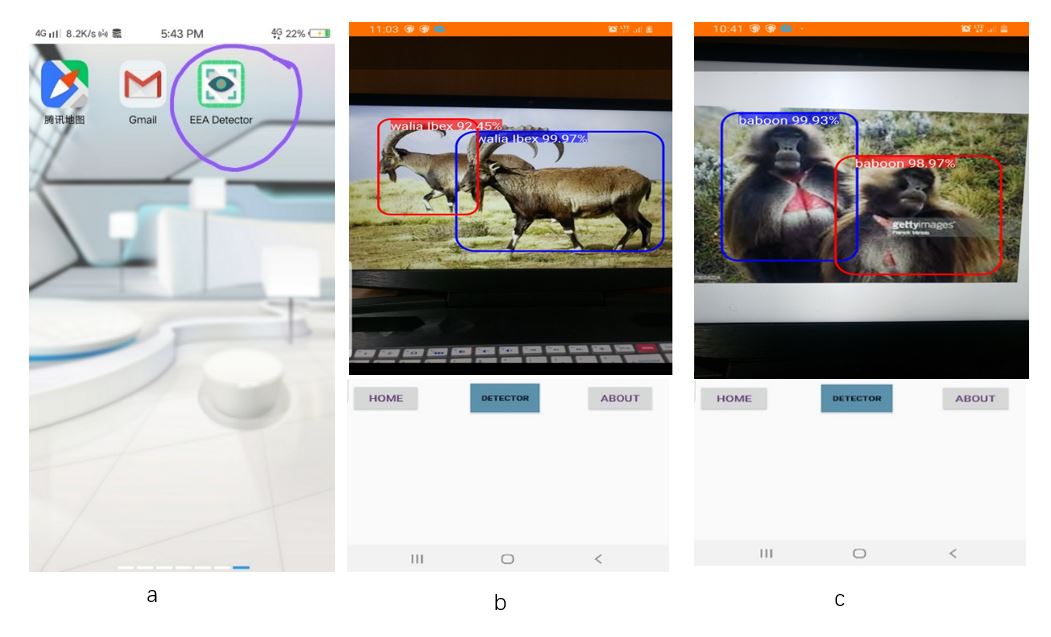 4G 8.2K/s 5:43 PM 4G 22%
腾讯地图 Gmail EEA Detector
a
11:03
walia Ibex 92.45%
walia Ibex 99.97%
HOME DETECTOR ABOUT
b
10:41
baboon 99.93%
baboon 98.97%
gettyimages
HOME DETECTOR ABOUT
c